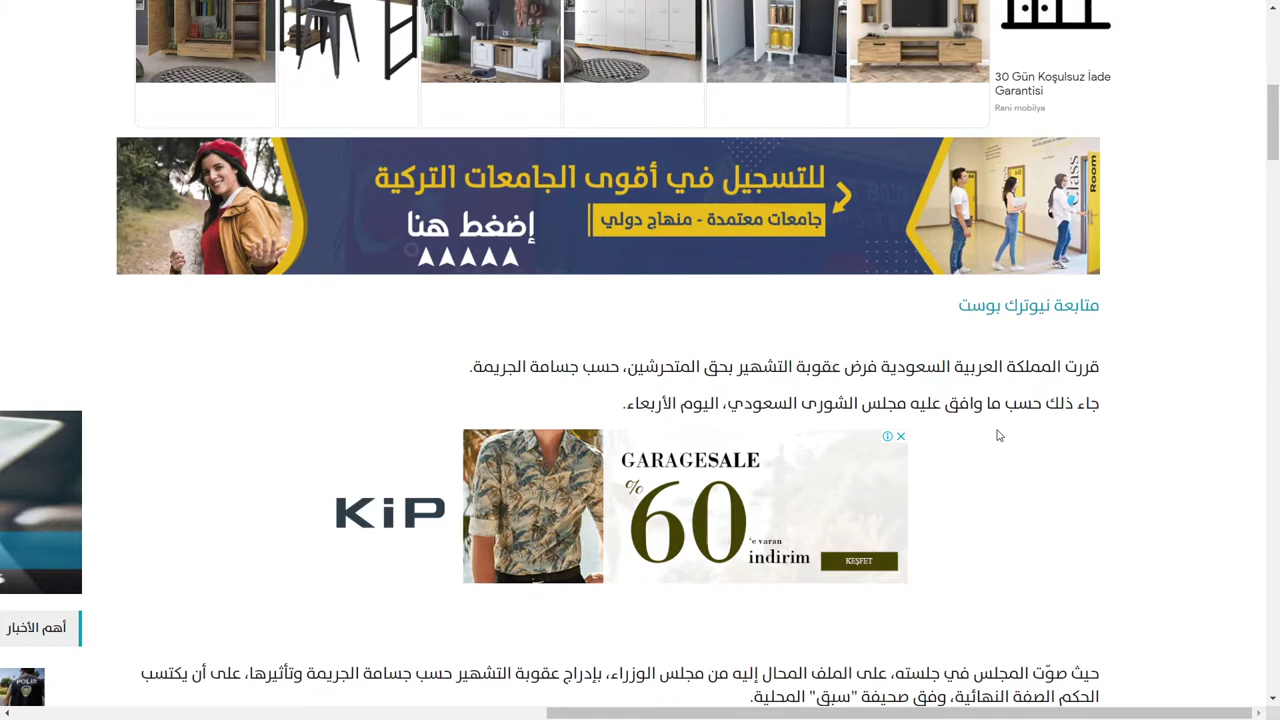 30 Gün Koşulsuz İade
Garantisi
Rani mobilya
للتسجيل في أقوى الجامعات التركية
جامعات معتمدة - منهاج دولي
إضغط هنا
Class
Room
متابعة نيوترك بوست
قررت المملكة العربية السعودية فرض عقوبة التشهير بحق المتحرشين، حسب جسامة الجريمة.
جاء ذلك حسب ما وافق عليه مجلس الشورى السعودي، اليوم الأربعاء.
KiP
GARAGESALE
%60
'e varan
indirim
KEŞFET
أهم الأخبار
حيث صوّت المجلس في جلسته، على الملف المحال إليه من مجلس الوزراء، بإدراج عقوبة التشهير حسب جسامة الجريمة وتأثيرها، على أن يكتسب
الحكم الصفة النهائية، وفق صحيفة "سبق" المحلية.